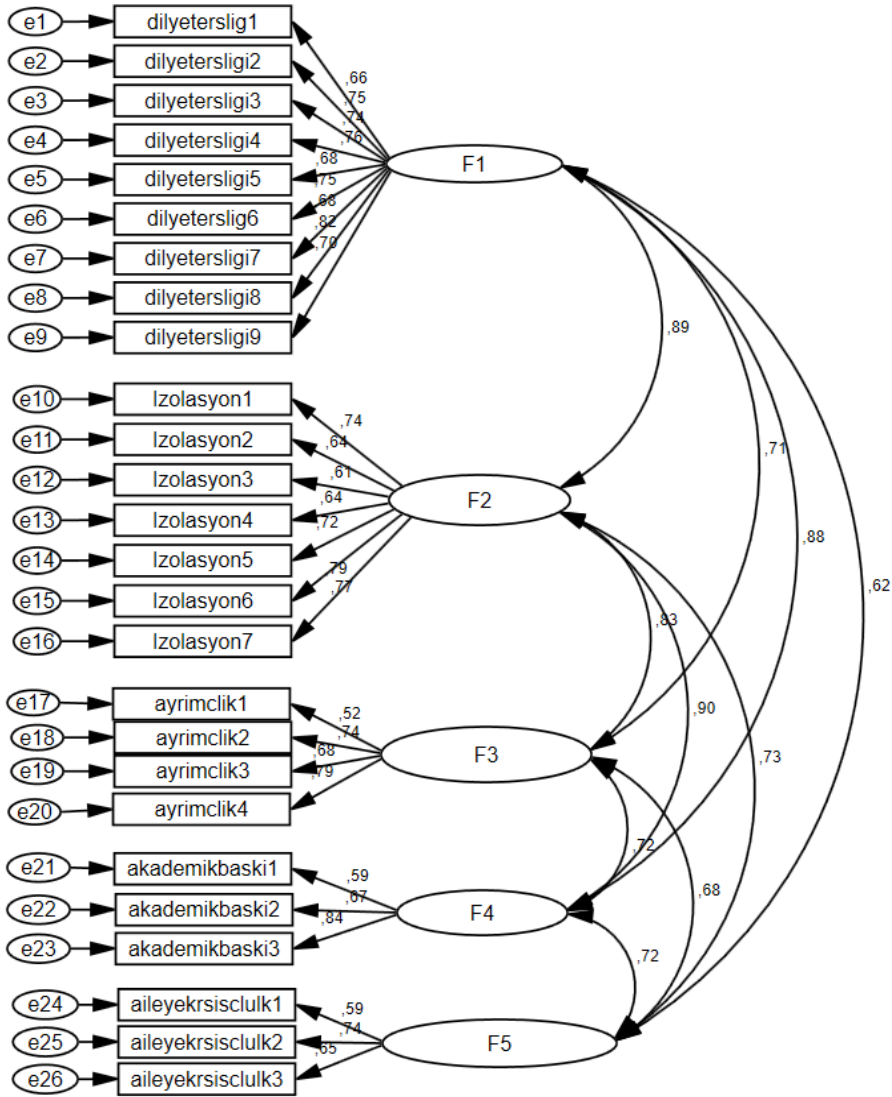 e1 dilyeterslig1
e2 dilyetersligi2
e3 dilyetersligi3
e4 dilyetersligi4
e5 dilyetersligi5
e6 dilyeterslig6
e7 dilyetersligi7
e8 dilyetersligi8
e9 dilyetersligi9
,66
,75
,74
,76
,68
,75
,68
,82
,70
F1
,89
e10 Izolasyon1
e11 Izolasyon2
e12 Izolasyon3
e13 Izolasyon4
e14 Izolasyon5
e15 Izolasyon6
e16 Izolasyon7
,74
,64
,61
,64
,72
,79
,77
F2
,71
,88
,62
,83
,90
,73
e17 ayrimclik1
e18 ayrimclik2
e19 ayrimclik3
e20 ayrimclik4
,52
,74
,68
,79
F3
,72
,68
e21 akademikbaski1
e22 akademikbaski2
e23 akademikbaski3
,59
,67
,84
F4
,72
e24 aileyekrsisclulk1
e25 aileyekrsisclulk2
e26 aileyekrsisclulk3
,59
,74
,65
F5